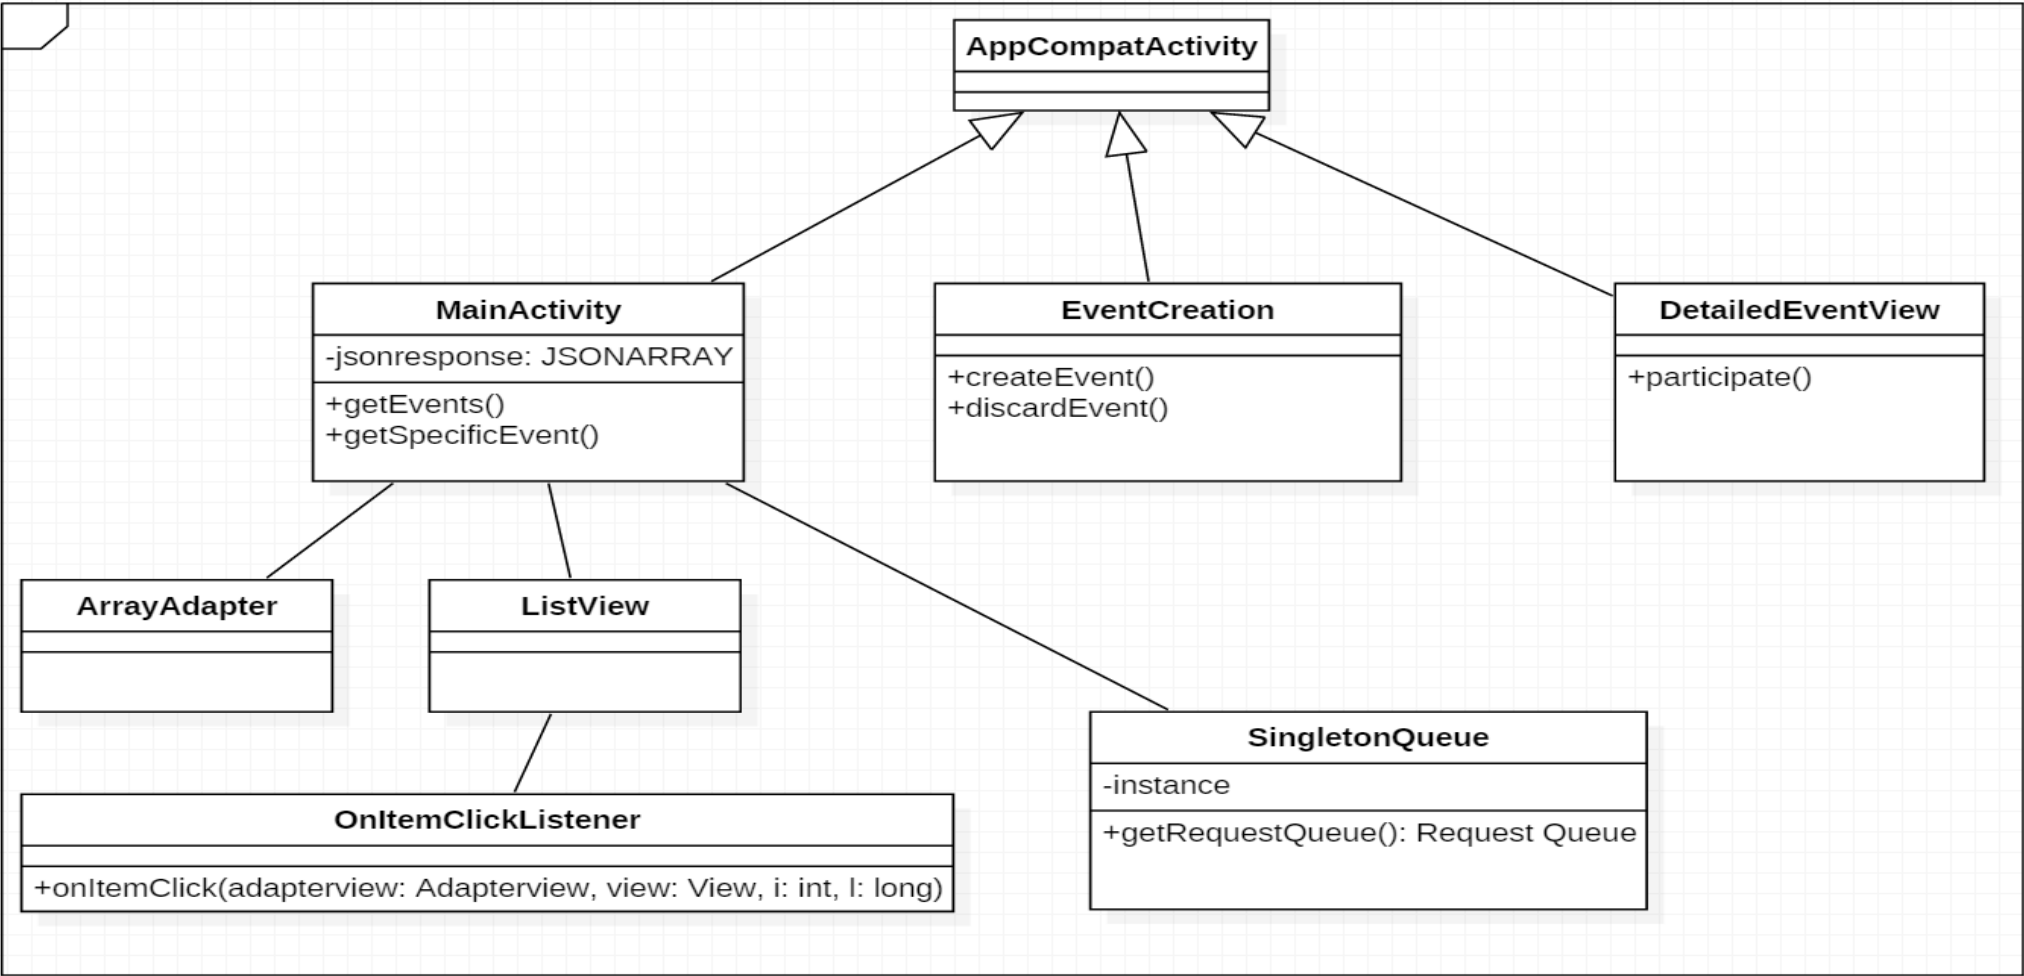 AppCompatActivity
MainActivity
-jsonresponse: JSONARRAY
+getEvents()
+getSpecificEvent()
EventCreation
+createEvent()
+discardEvent()
DetailedEventView
+participate()
ArrayAdapter
ListView
OnItemClickListener
+onItemClick(adapterview: Adapterview, view: View, i: int, l: long)
SingletonQueue
-instance
+getRequestQueue(): Request Queue